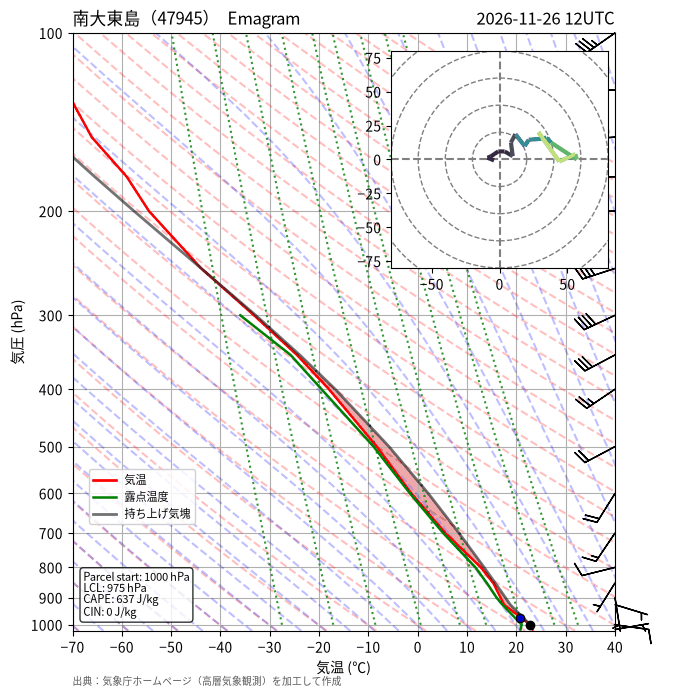 南大東島（47945） Emagram
2026-11-26 12UTC
100
200
300
400
500
600
700
800
900
1000
気圧 (hPa)
75
50
25
0
−25
−50
−75
−50
0
50
気温
露点温度
持ち上げ気塊
Parcel start: 1000 hPa
LCL: 975 hPa
CAPE: 637 J/kg
CIN: 0 J/kg
−70
−60
−50
−40
−30
−20
−10
0
10
20
30
40
気温 (℃)
出典：気象庁ホームページ（高層気象観測）を加工して作成